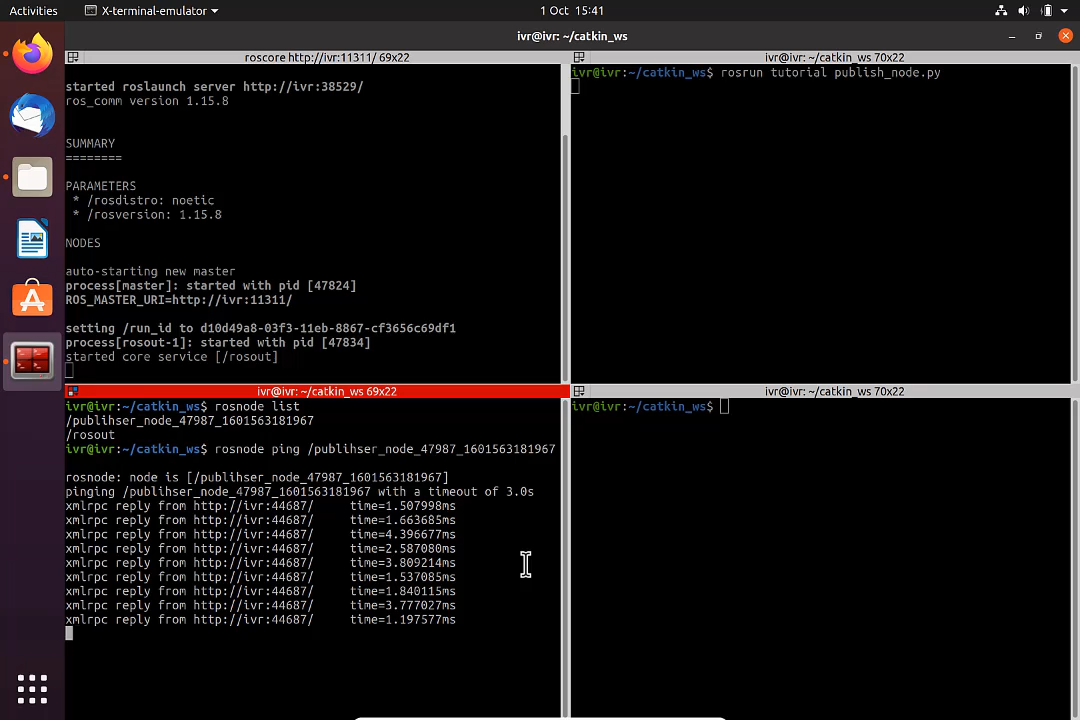 Activities
X-terminal-emulator
1 Oct 15:41
ivr@ivr: ~/catkin_ws
roscore http://ivr:11311/ 69x22
started roslaunch server http://ivr:38529/
ros_comm version 1.15.8
SUMMARY
========
PARAMETERS
* /rosdistro: noetic
* /rosversion: 1.15.8
NODES
auto-starting new master
process[master]: started with pid [47824]
ROS_MASTER_URI=http://ivr:11311/
setting /run_id to d10d49a8-03f3-11eb-8867-cf3656c69df1
process[rosout-1]: started with pid [47834]
started core service [/rosout]
ivr@ivr: ~/catkin_ws 70x22
ivr@ivr:~/catkin_ws$ rosrun tutorial publish_node.py
ivr@ivr: ~/catkin_ws 69x22
ivr@ivr:~/catkin_ws$ rosnode list
/publihser_node_47987_1601563181967
/rosout
ivr@ivr:~/catkin_ws$ rosnode ping /publihser_node_47987_1601563181967
rosnode: node is [/publihser_node_47987_1601563181967]
pinging /publihser_node_47987_1601563181967 with a timeout of 3.0s
xmlrpc reply from http://ivr:44687/ time=1.507998ms
xmlrpc reply from http://ivr:44687/ time=1.663685ms
xmlrpc reply from http://ivr:44687/ time=4.396677ms
xmlrpc reply from http://ivr:44687/ time=2.587080ms
xmlrpc reply from http://ivr:44687/ time=3.809214ms
xmlrpc reply from http://ivr:44687/ time=1.537085ms
xmlrpc reply from http://ivr:44687/ time=1.840115ms
xmlrpc reply from http://ivr:44687/ time=3.777027ms
xmlrpc reply from http://ivr:44687/ time=1.197577ms
ivr@ivr: ~/catkin_ws 70x22
ivr@ivr:~/catkin_ws$